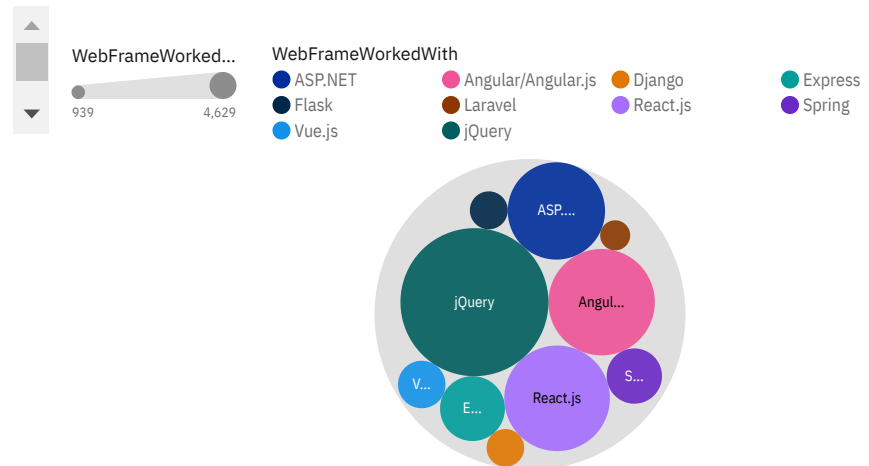 WebFrameWorked...
939 4,629
WebFrameWorkedWith
ASP.NET Angular/Angular.js Django Express
Flask Laravel React.js Spring
Vue.js jQuery
ASP....
jQuery
Angul...
V...
E...
React.js
S...